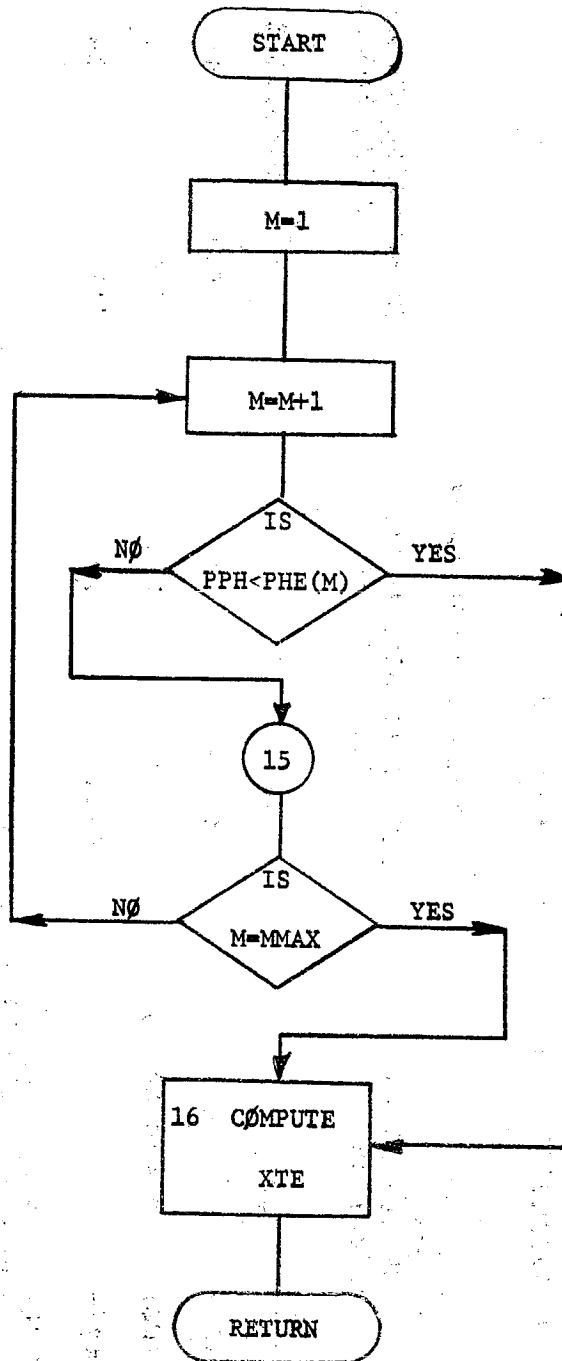 START
M=1
M=M+1
IS
NØ
YES
PPH<PHE(M)
15
IS
NØ
YES
M=MMAX
16 CØMPUTE
XTE
RETURN